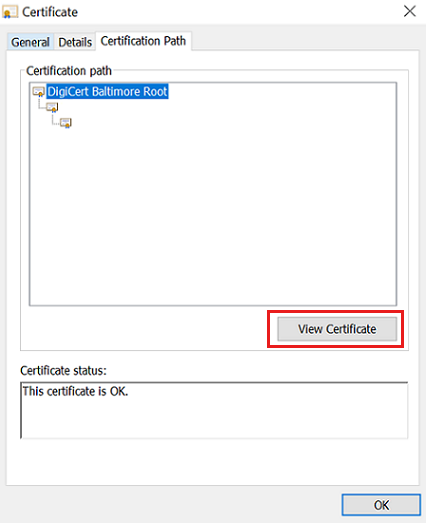 Certificate
General Details Certification Path
Certification path
DigiCert Baltimore Root
View Certificate
Certificate status:
This certificate is OK.
OK